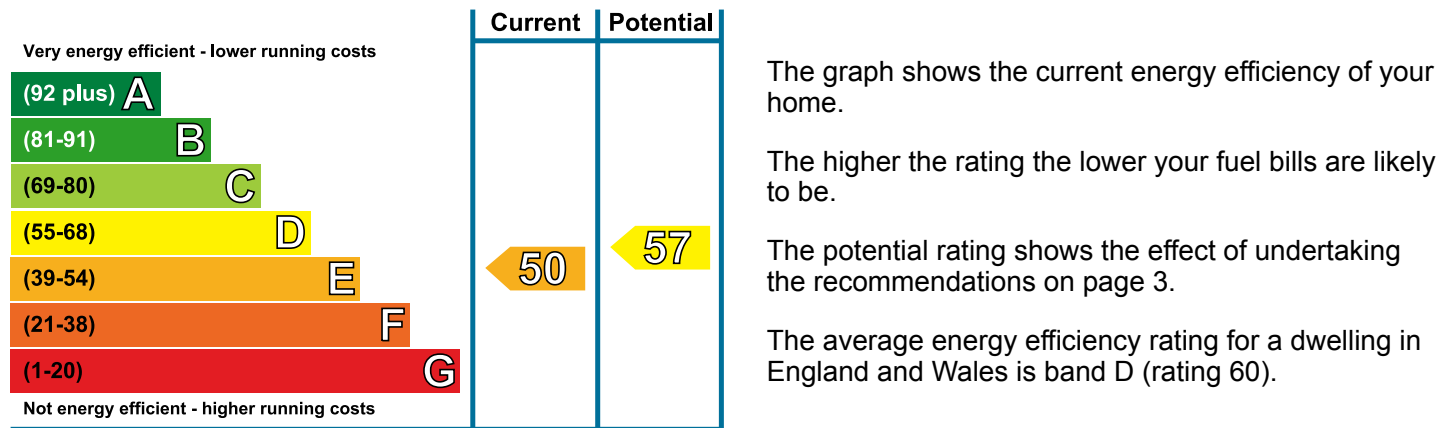 Current Potential
Very energy efficient - lower running costs
(92 plus) A
(81-91) B
(69-80) C
(55-68) D
(39-54) E
(21-38) F
(1-20) G
Not energy efficient - higher running costs
50
57
The graph shows the current energy efficiency of your
home.
The higher the rating the lower your fuel bills are likely
to be.
The potential rating shows the effect of undertaking
the recommendations on page 3.
The average energy efficiency rating for a dwelling in
England and Wales is band D (rating 60).